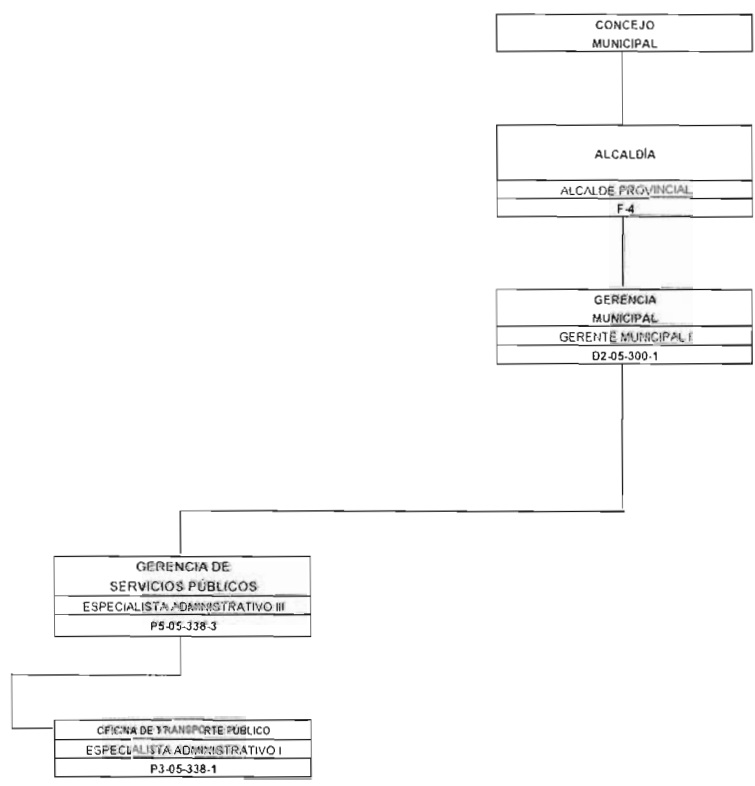 CONCEJO
MUNICIPAL
ALCALDÍA
ALCALDE PROVINCIAL
F-4
GERENCIA
MUNICIPAL
GERENTE MUNICIPAL I
D2-05-300-1
GERENCIA DE
SERVICIOS PÚBLICOS
ESPECIALISTA ADMINISTRATIVO III
P5-05-338-3
OFICINA DE TRANSPORTE PÚBLICO
ESPECIALISTA ADMINISTRATIVO I
P3-05-338-1